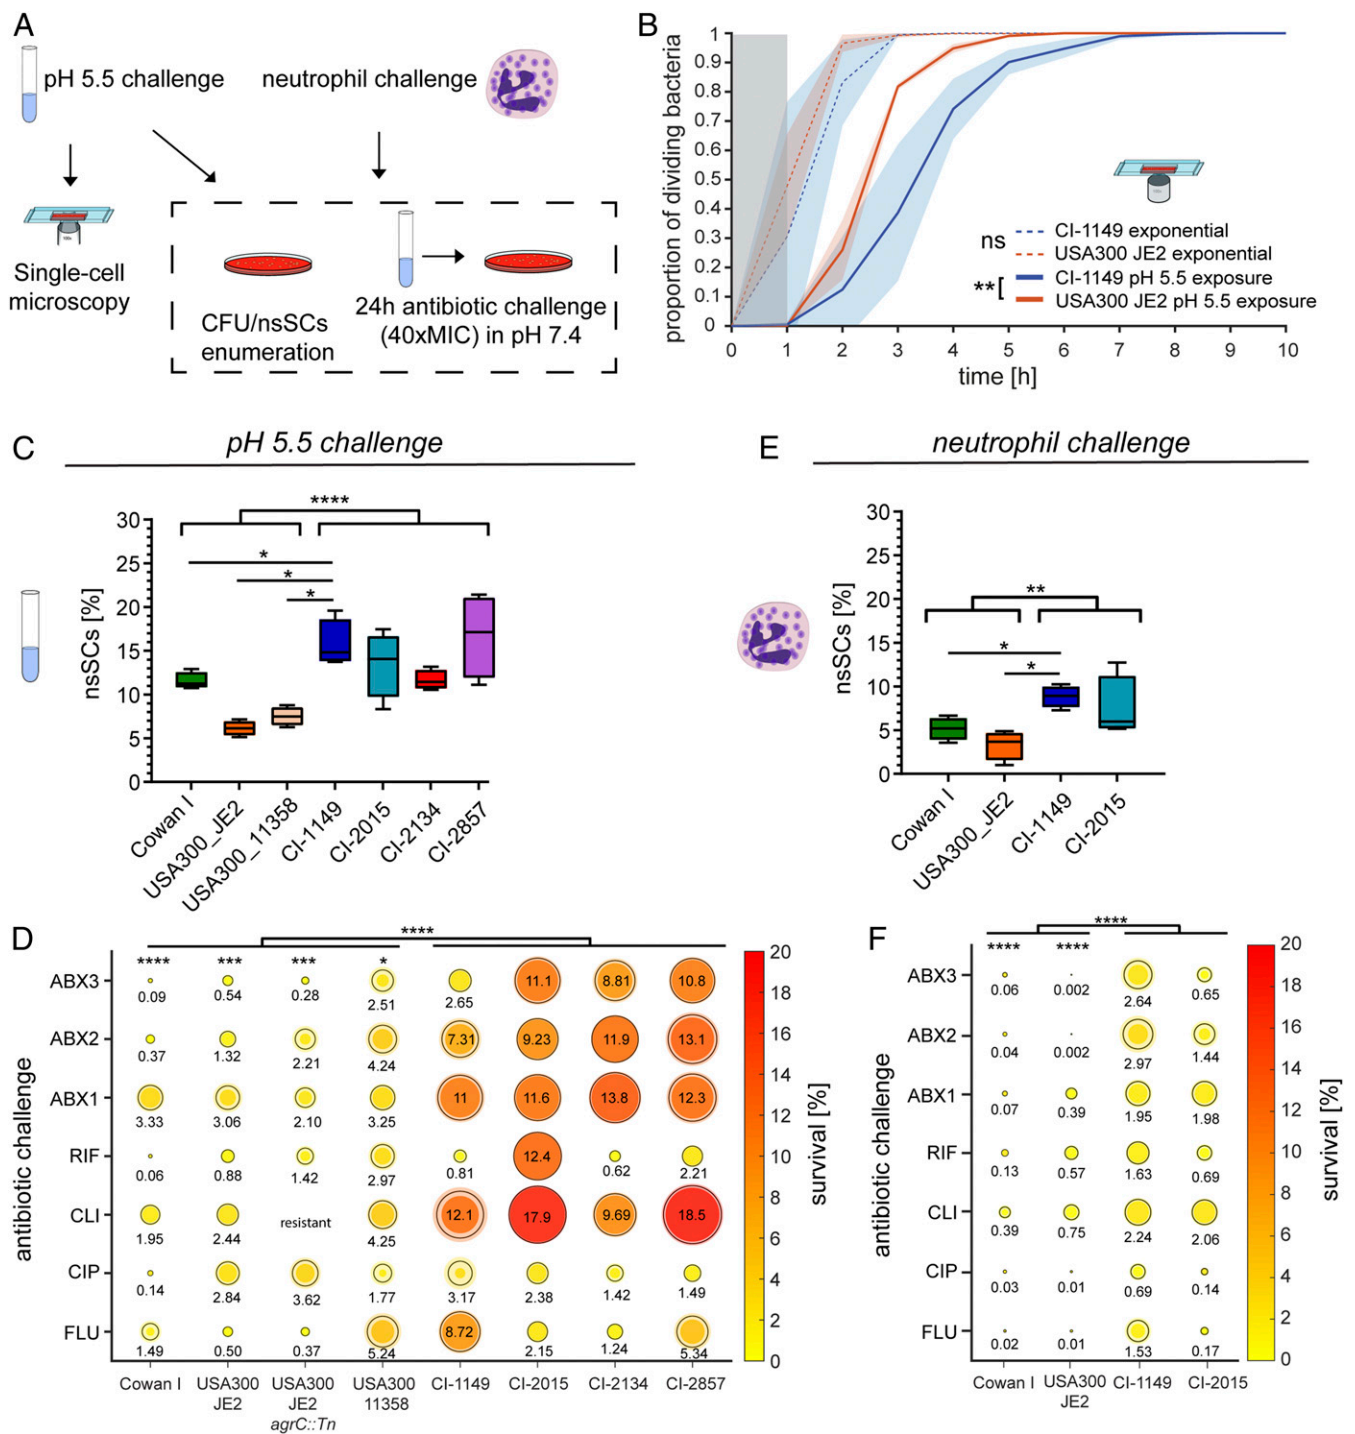 A
pH 5.5 challenge
neutrophil challenge
Single-cell
microscopy
CFU/nsSCs
enumeration
24h antibiotic challenge
(40xMIC) in pH 7.4
B
proportion of dividing bacteria
1
0.9
0.8
0.7
0.6
0.5
0.4
0.3
0.2
0.1
0
0 1 2 3 4 5 6 7 8 9 10
time [h]
ns
CI-1149 exponential
USA300 JE2 exponential
**[
CI-1149 pH 5.5 exposure
USA300 JE2 pH 5.5 exposure
C
pH 5.5 challenge
nsSCs [%]
30
25
20
15
10
5
0
****
*
*
*
Cowan I
USA300_JE2
USA300_11358
CI-1149
CI-2015
CI-2134
CI-2857
E
neutrophil challenge
nsSCs [%]
30
25
20
15
10
5
0
**
*
*
Cowan I
USA300_JE2
CI-1149
CI-2015
D
antibiotic challenge
****
**** *** *** *
ABX3 0.09 0.54 0.28 2.51 2.65 11.1 8.81 10.8
ABX2 0.37 1.32 2.21 4.24 7.31 9.23 11.9 13.1
ABX1 3.33 3.06 2.10 3.25 11 11.6 13.8 12.3
RIF 0.06 0.88 1.42 2.97 0.81 12.4 0.62 2.21
CLI 1.95 2.44 resistant 4.25 12.1 17.9 9.69 18.5
CIP 0.14 2.84 3.62 1.77 3.17 2.38 1.42 1.49
FLU 1.49 0.50 0.37 5.24 8.72 2.15 1.24 5.34
Cowan I
USA300
JE2
USA300
JE2
agrC::Tn
USA300
11358
CI-1149
CI-2015
CI-2134
CI-2857
20
18
16
14
12
10
8
6
4
2
0
survival [%]
F
antibiotic challenge
****
**** ****
ABX3 0.06 0.002 2.64 0.65
ABX2 0.04 0.002 2.97 1.44
ABX1 0.07 0.39 1.95 1.98
RIF 0.13 0.57 1.63 0.69
CLI 0.39 0.75 2.24 2.06
CIP 0.03 0.01 0.69 0.14
FLU 0.02 0.01 1.53 0.17
Cowan I
USA300
JE2
CI-1149
CI-2015
20
18
16
14
12
10
8
6
4
2
0
survival [%]